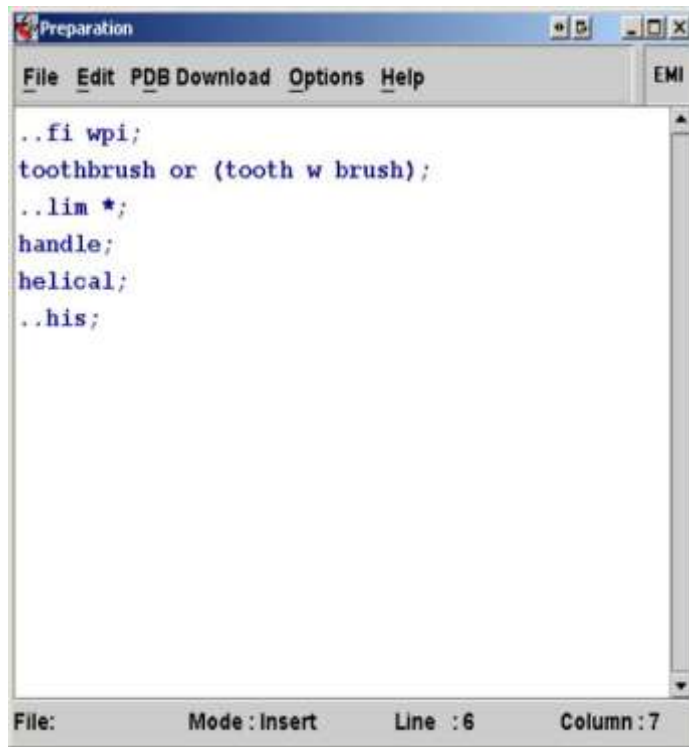 Preparation
File Edit PDB Download Options Help EMI
..fi wpi;
toothbrush or (tooth w brush);
..lim *;
handle;
helical;
..his;
File: Mode : Insert Line : 6 Column : 7